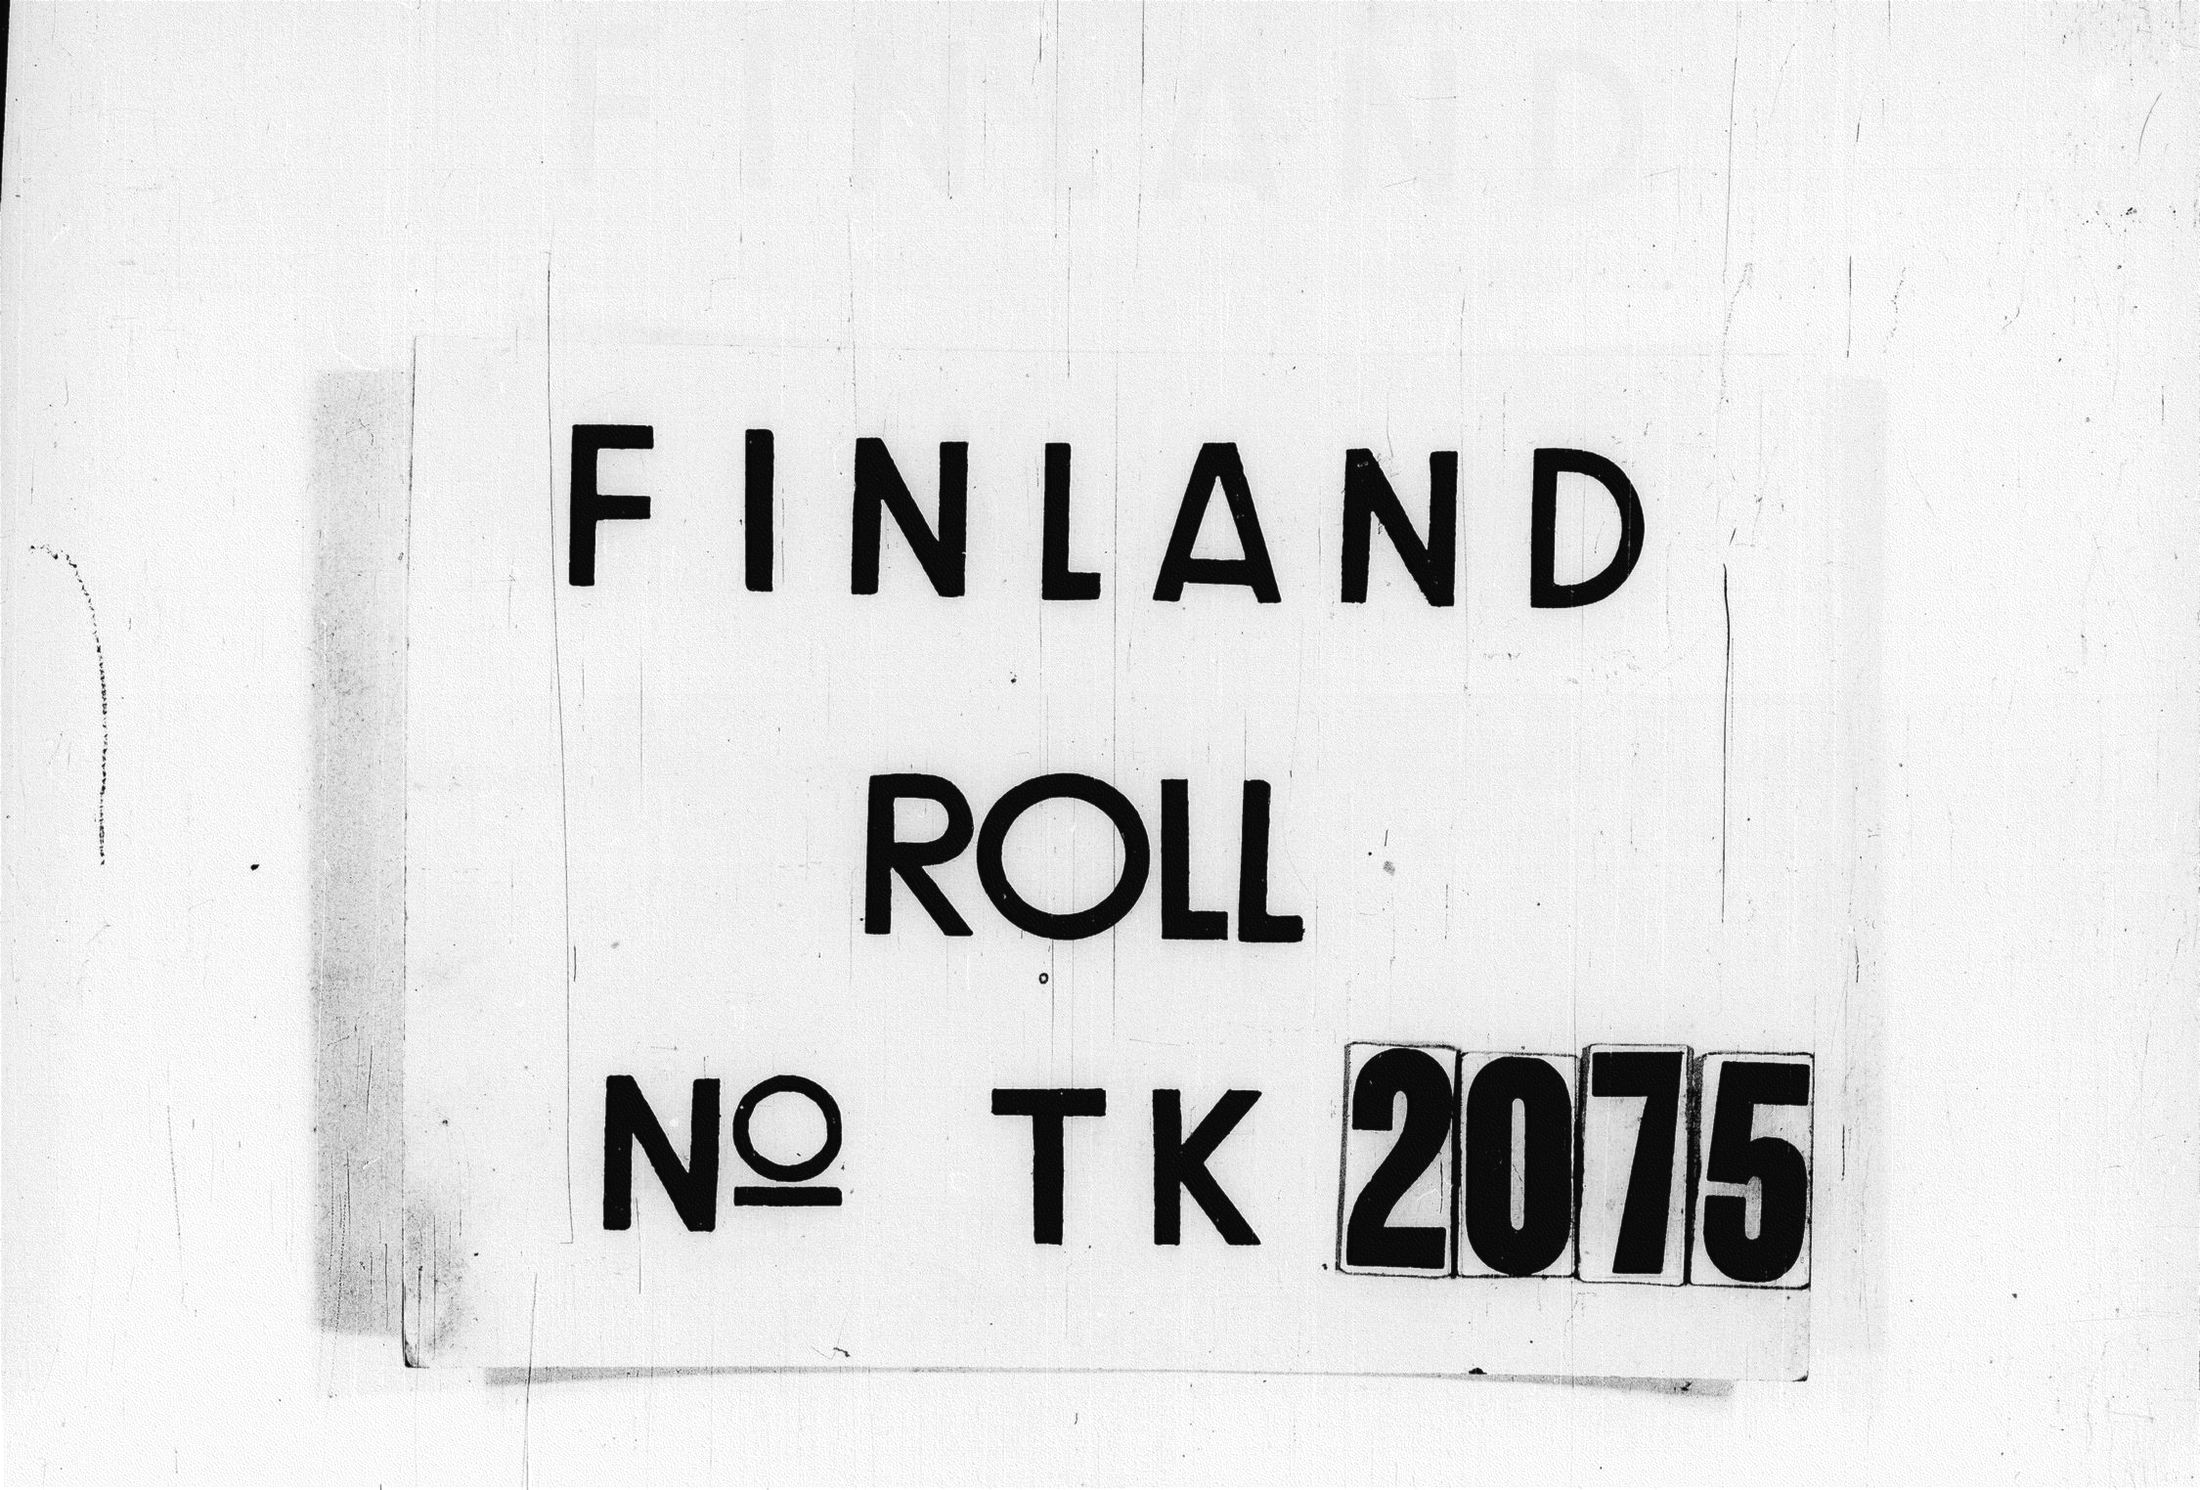 FINLAND
ROLL
Nº TK 2075